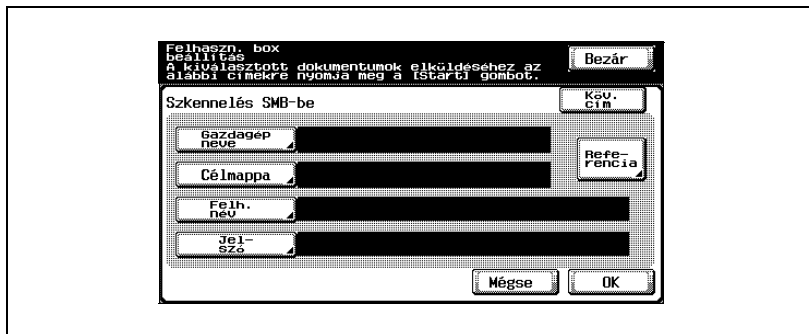 Felhaszn. box
beállítás
A kiválasztott dokumentumok elküldéséhez az
alábbi címekre nyomja meg a [Start] gombot.
Bezár
Szkennelés SMB-be
Köv.
cím
Gazdagép
neve
Refe-
rencia
Célmappa
Felh.
név
Jel-
szó
Mégse
OK